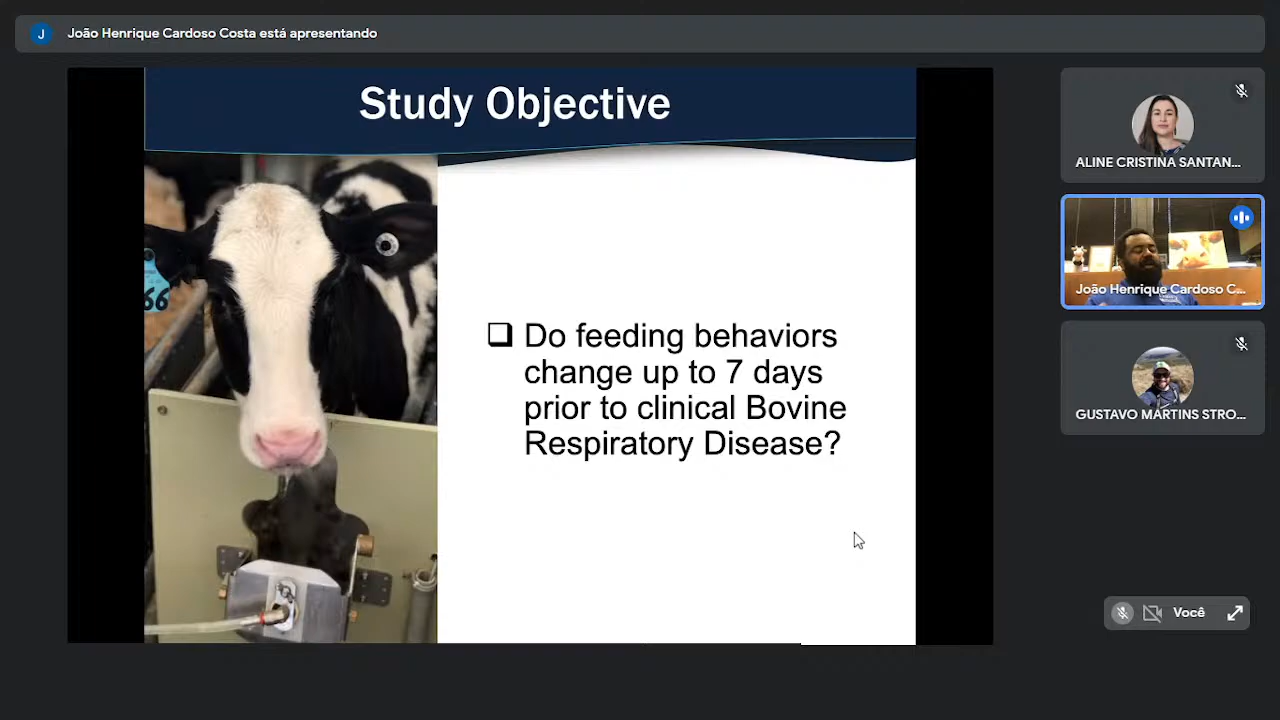 J João Henrique Cardoso Costa está apresentando
Study Objective
66
Do feeding behaviors
change up to 7 days
prior to clinical Bovine
Respiratory Disease?
ALINE CRISTINA SANTAN...
João Henrique Cardoso C...
GUSTAVO MARTINS STRO...
Você